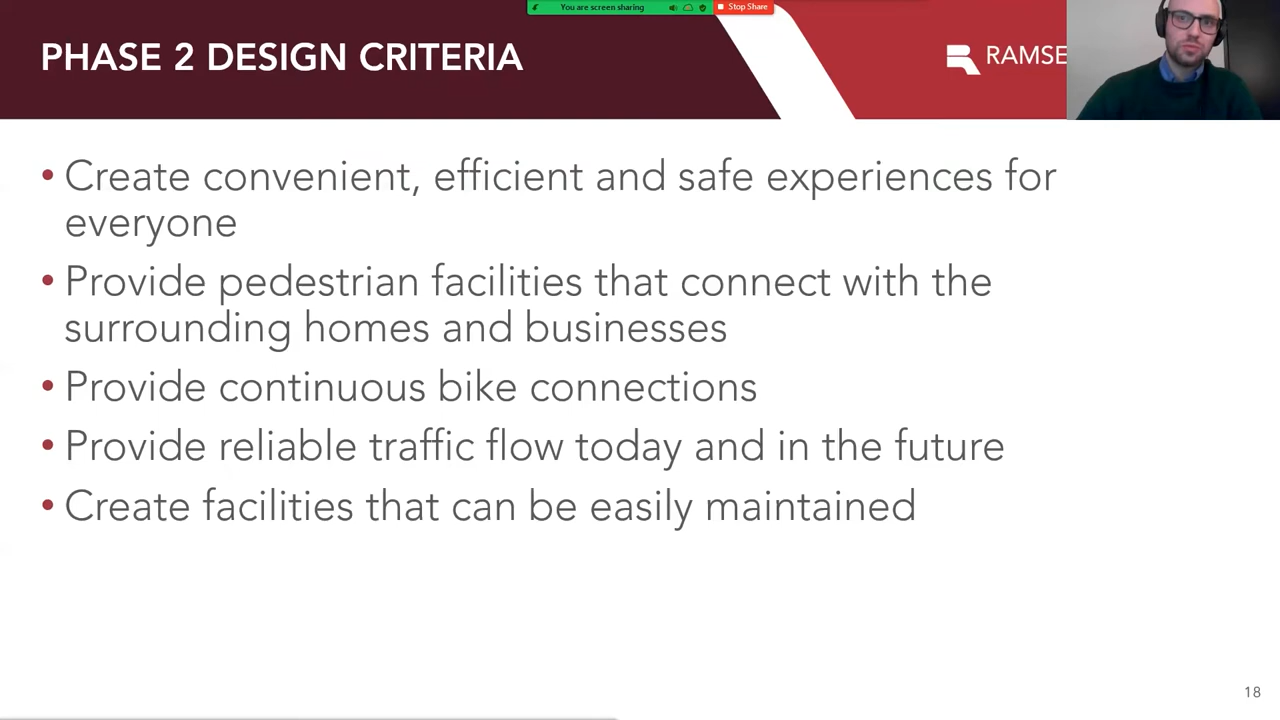 You are screen sharing
Stop Share
PHASE 2 DESIGN CRITERIA
• Create convenient, efficient and safe experiences for
everyone
• Provide pedestrian facilities that connect with the
surrounding homes and businesses
• Provide continuous bike connections
• Provide reliable traffic flow today and in the future
• Create facilities that can be easily maintained
18